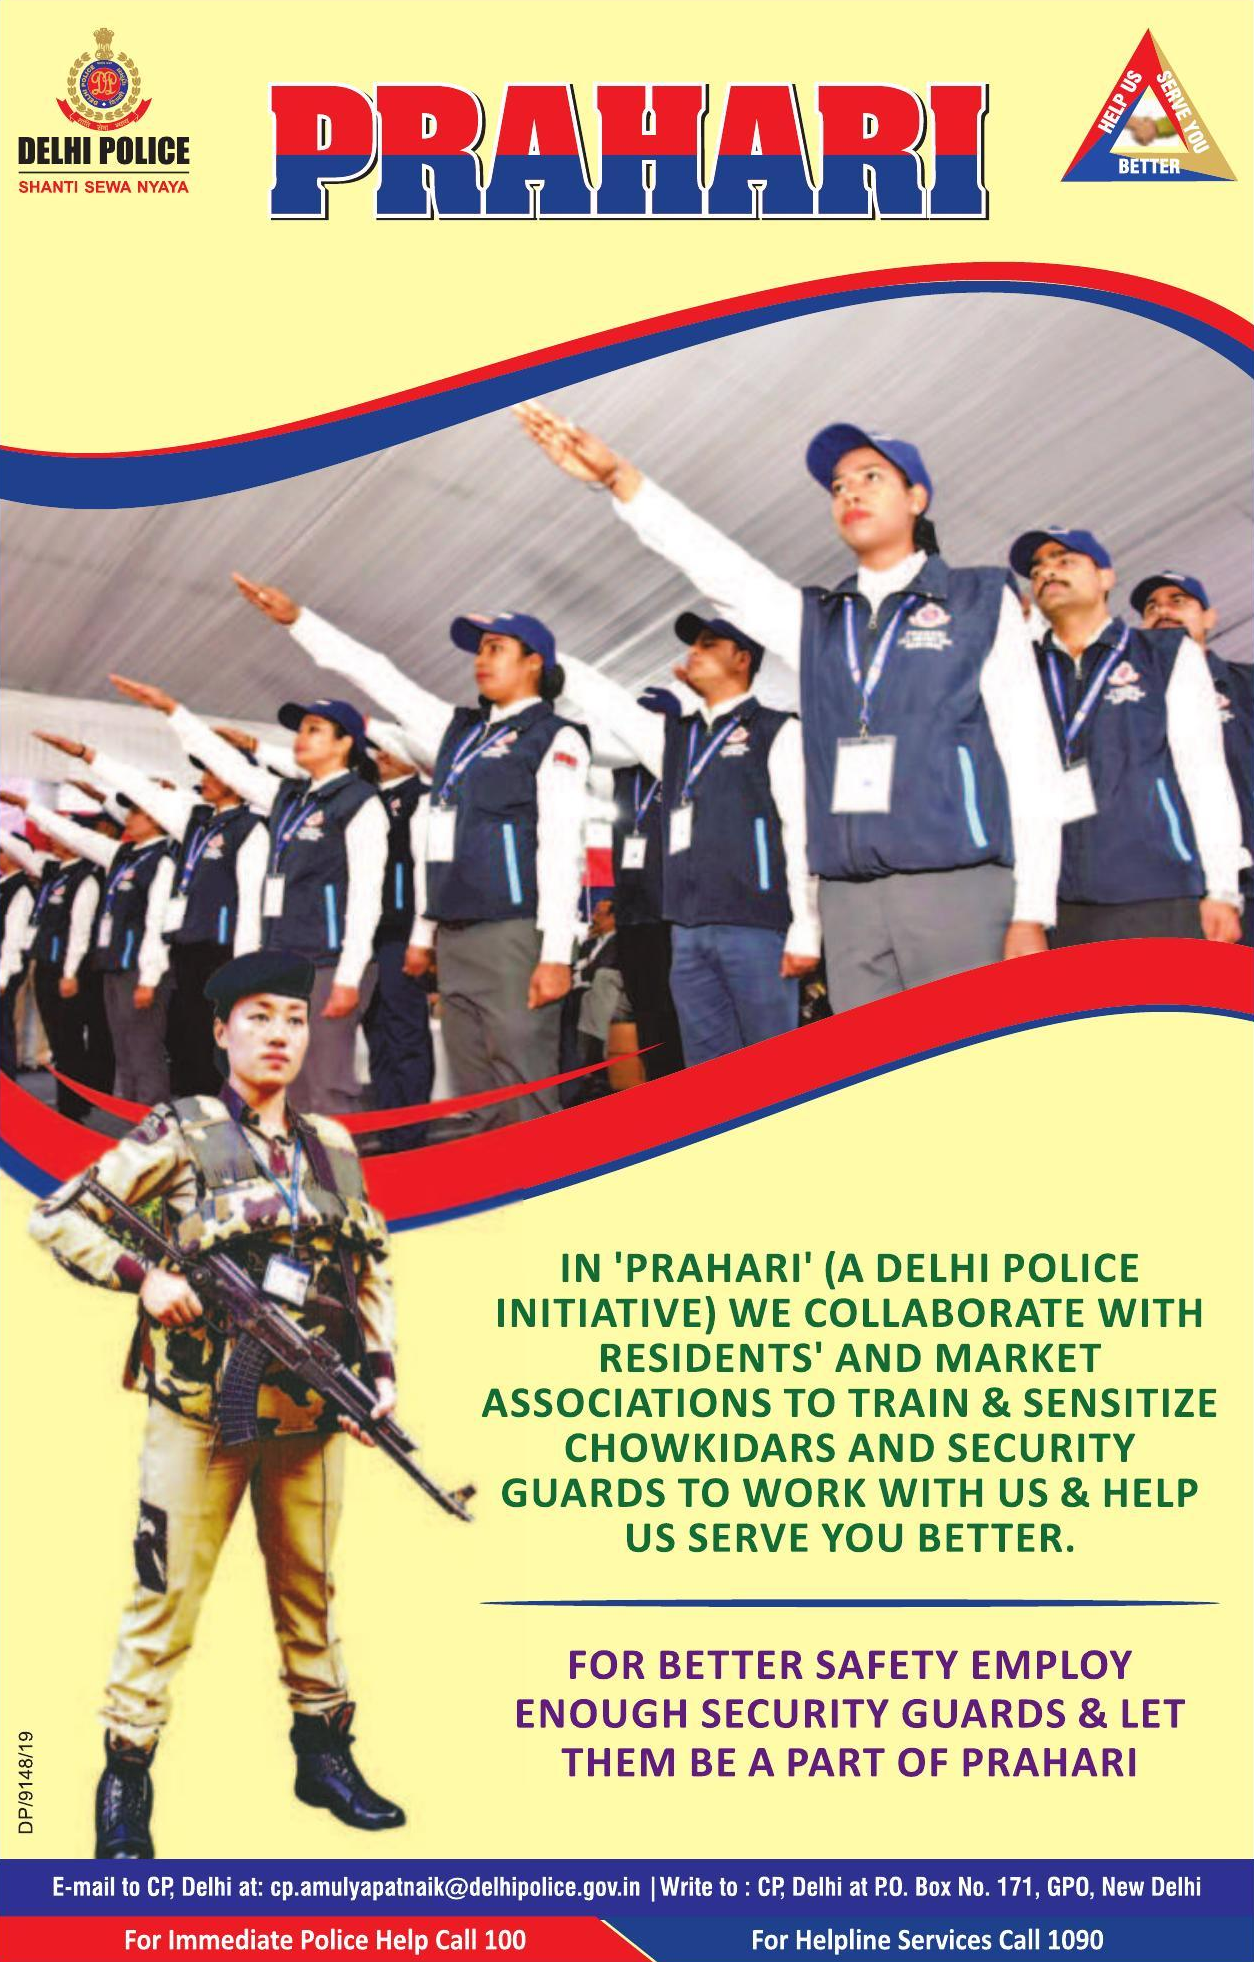 DELHI POLICE
SHANTI SEWA NYAYA
PRAHARI
HELP US
SERVE YOU
BETTER
IN 'PRAHARI' (A DELHI POLICE
INITIATIVE) WE COLLABORATE WITH
RESIDENTS' AND MARKET
ASSOCIATIONS TO TRAIN & SENSITIZE
CHOWKIDARS AND SECURITY
GUARDS TO WORK WITH US & HELP
US SERVE YOU BETTER.
FOR BETTER SAFETY EMPLOY
ENOUGH SECURITY GUARDS & LET
THEM BE A PART OF PRAHARI
DP/9148/19
E-mail to CP, Delhi at: cp.amulyapatnaik@delhipolice.gov.in | Write to : CP, Delhi at P.O. Box No. 171, GPO, New Delhi
For Immediate Police Help Call 100
For Helpline Services Call 1090